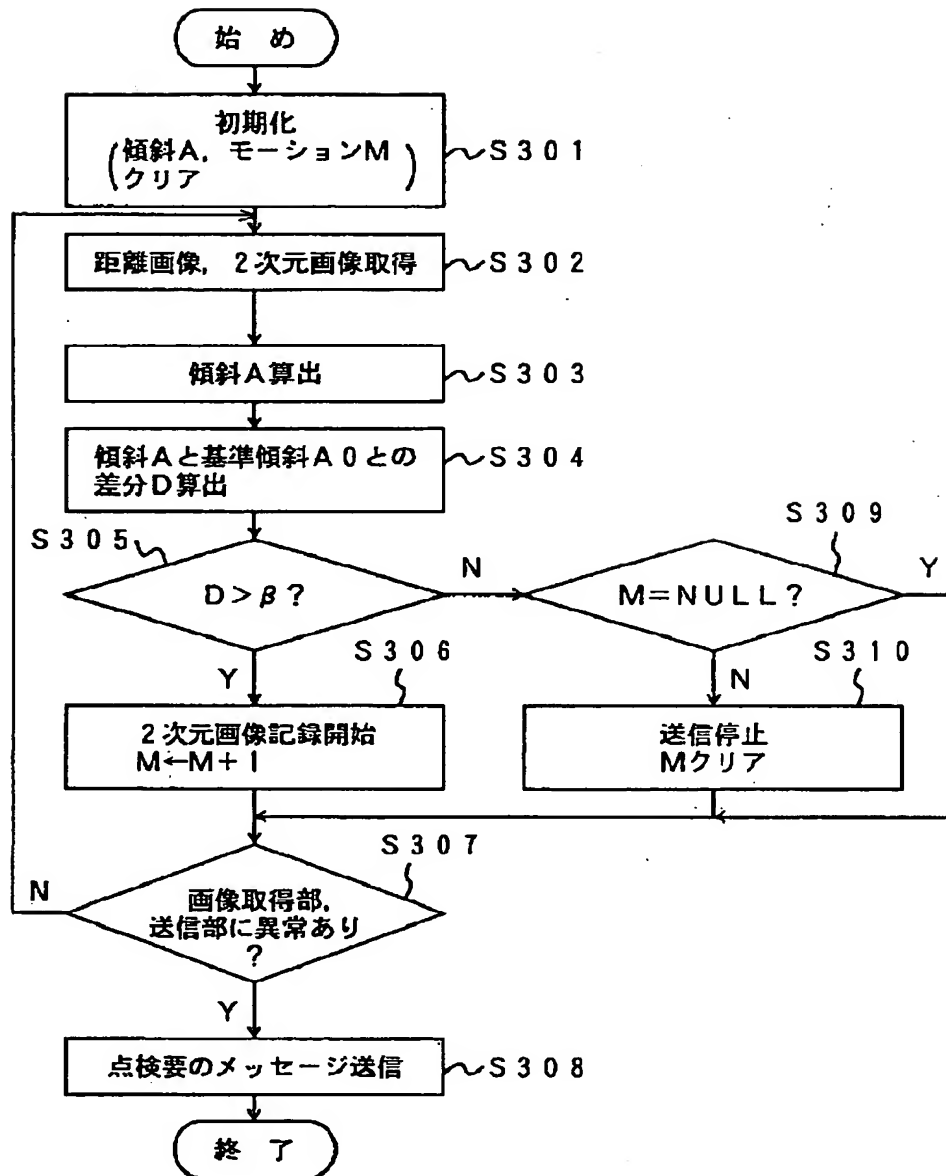 始め
初期化
(傾斜A, モーションM
クリア)
S301
距離画像, 2次元画像取得
S302
傾斜A算出
S303
傾斜Aと基準傾斜A0との
差分D算出
S304
S305
D>β?
N
S309
M=NULL?
Y
Y
S306
2次元画像記録開始
M←M+1
N
S310
送信停止
Mクリア
S307
画像取得部,
送信部に異常あり
?
N
Y
点検要のメッセージ送信
S308
終了